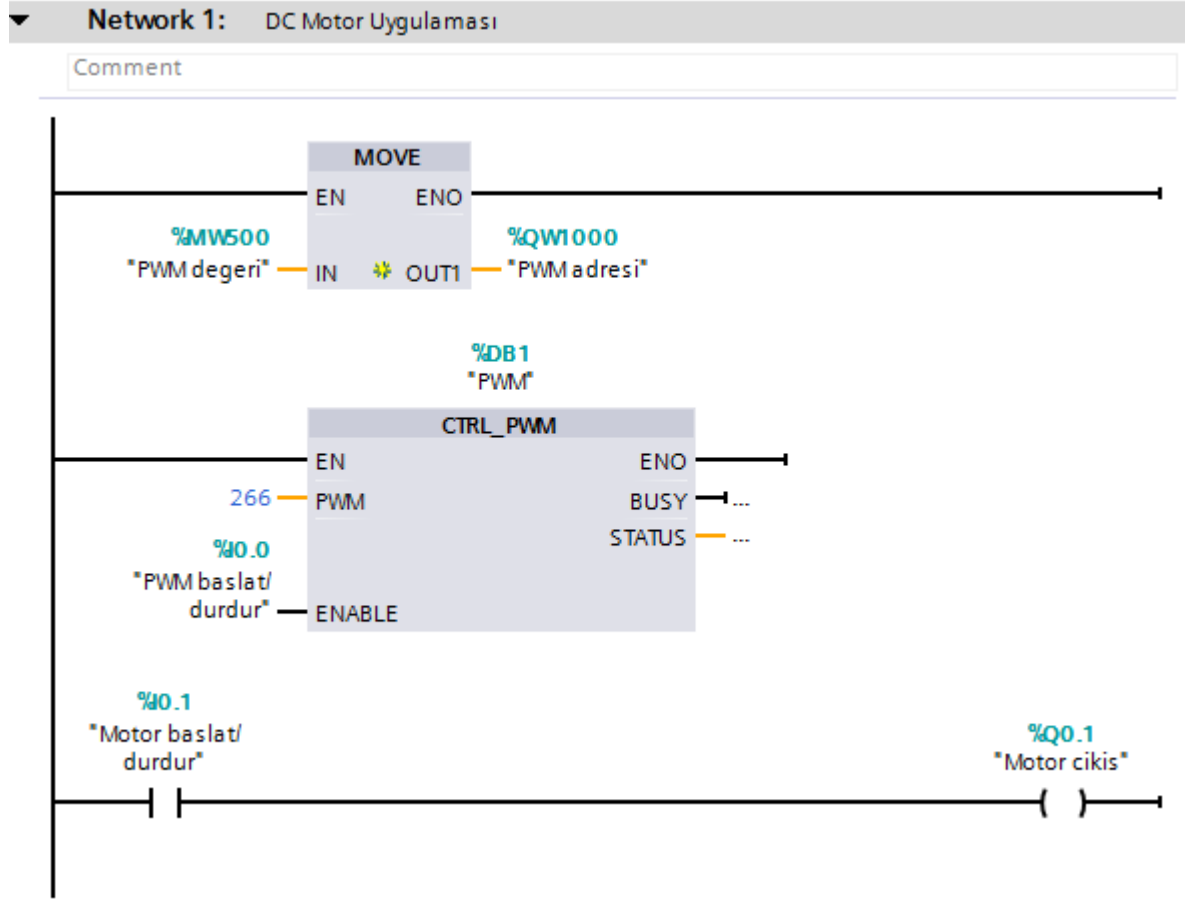 Network 1: DC Motor Uygulaması
Comment
MOVE
EN ENO
%MW500 %QW1000
"PWM degeri" IN OUT1 "PWM adresi"
%DB1
"PWM"
CTRL_PWM
EN ENO
266 PWM BUSY ...
%I0.0 STATUS ...
"PWM baslat/
durdur" ENABLE
%I0.1
"Motor baslat/
durdur"
%Q0.1
"Motor cikis"